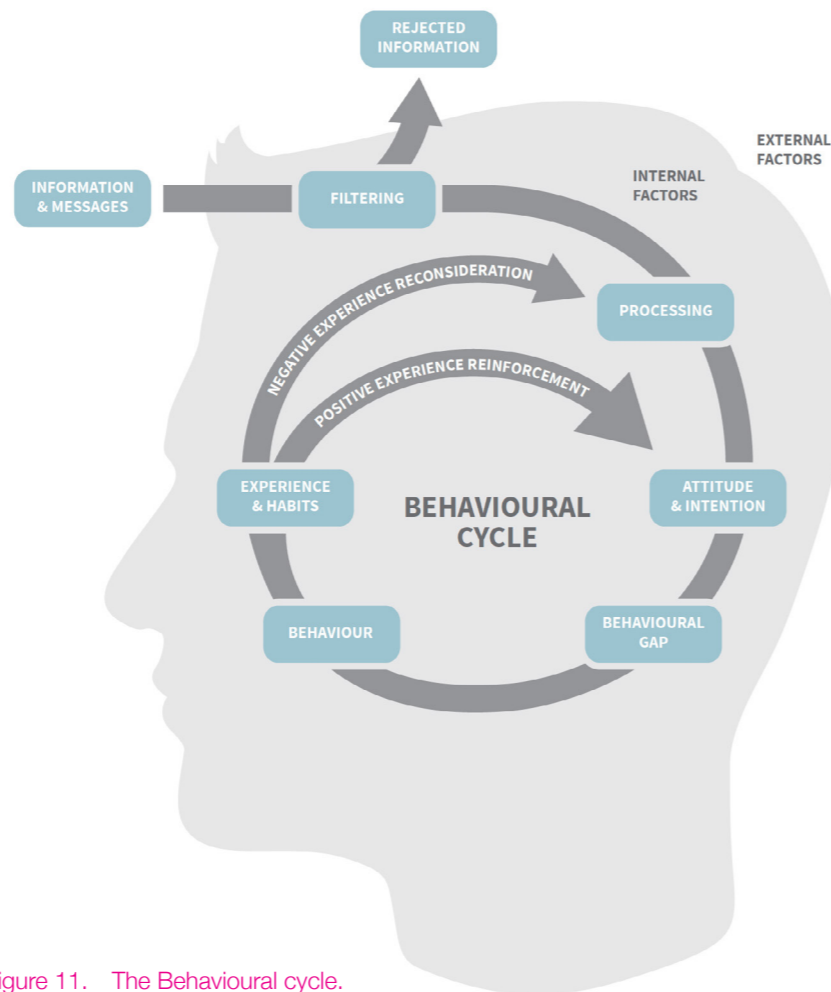 REJECTED
INFORMATION
EXTERNAL
FACTORS
INTERNAL
FACTORS
INFORMATION
& MESSAGES
FILTERING
NEGATIVE EXPERIENCE RECONSIDERATION
PROCESSING
POSITIVE EXPERIENCE REINFORCEMENT
EXPERIENCE
& HABITS
BEHAVIOURAL
CYCLE
ATTITUDE
& INTENTION
BEHAVIOUR
BEHAVIOURAL
GAP
igure 11. The Behavioural cycle.